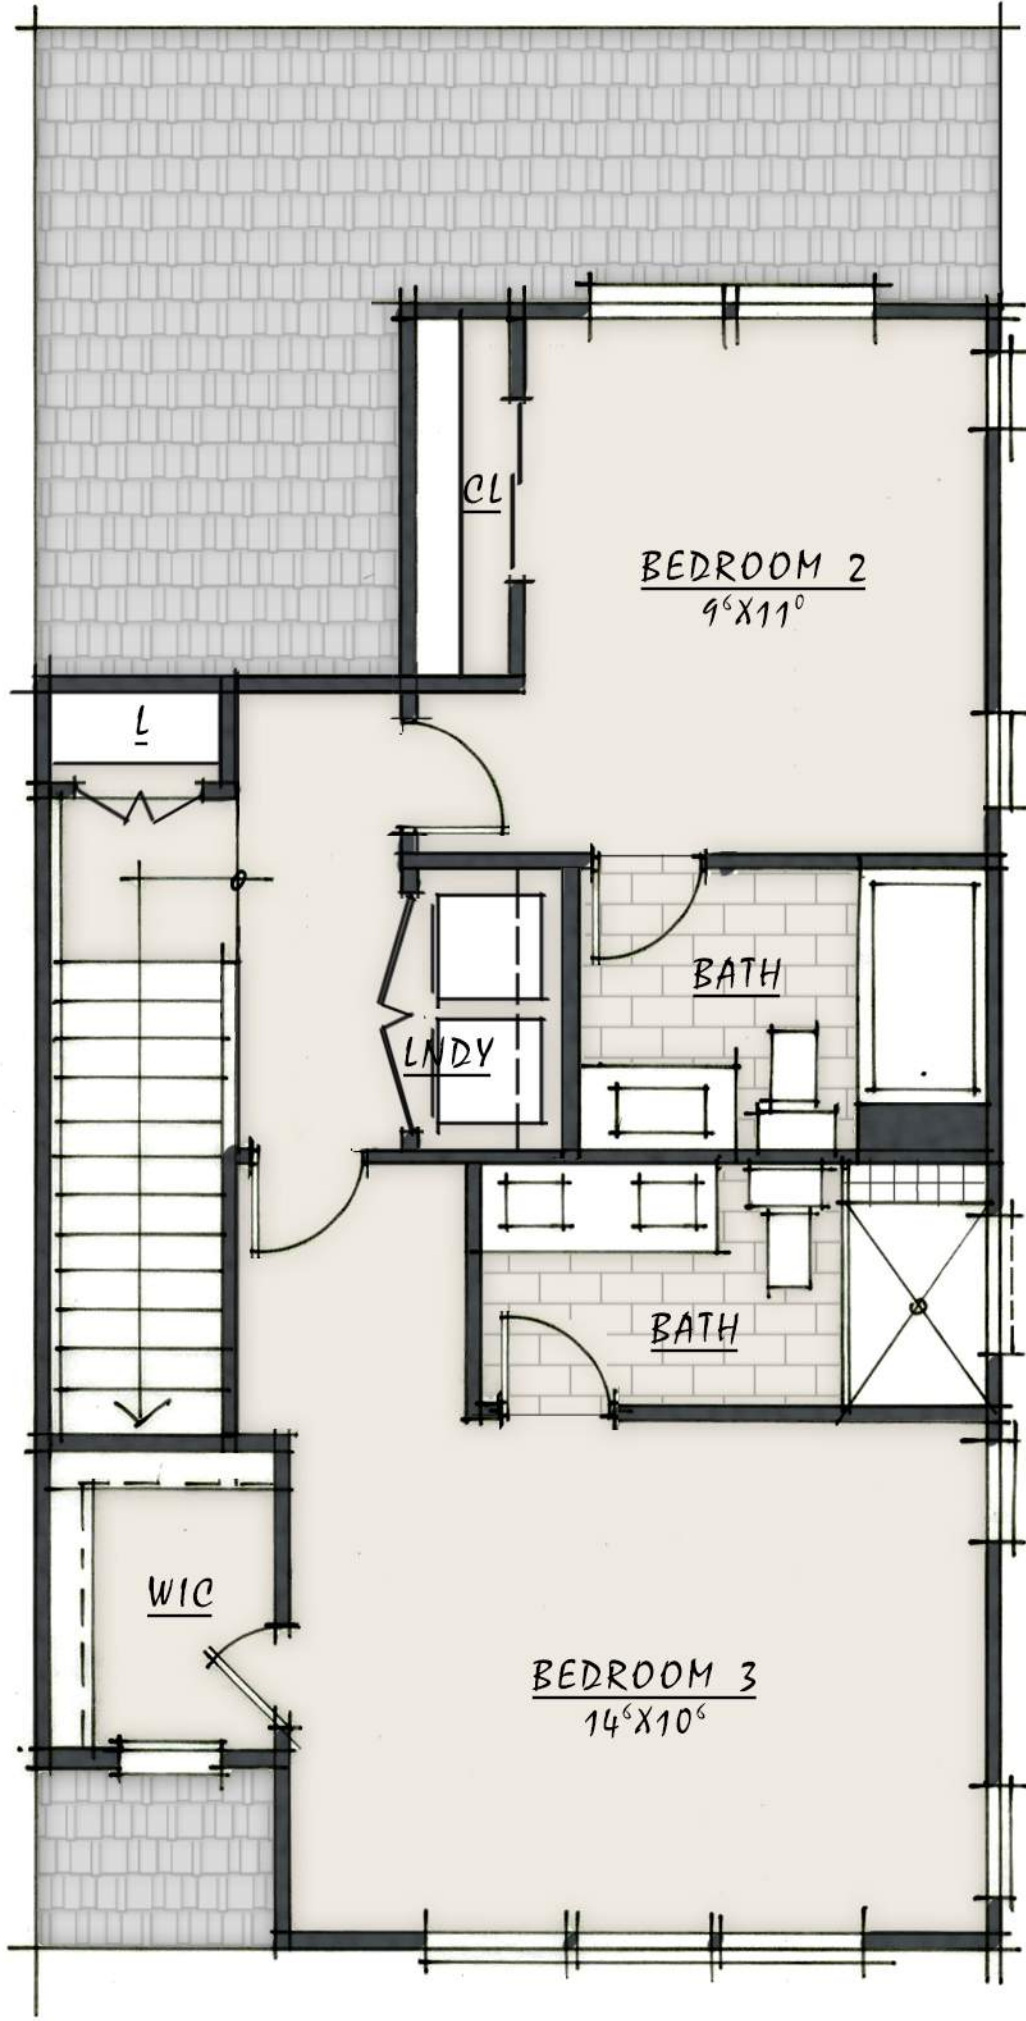 CL
BEDROOM 2
9⁶X11⁰
L
BATH
LNDY
BATH
WIC
BEDROOM 3
14⁶X10⁶